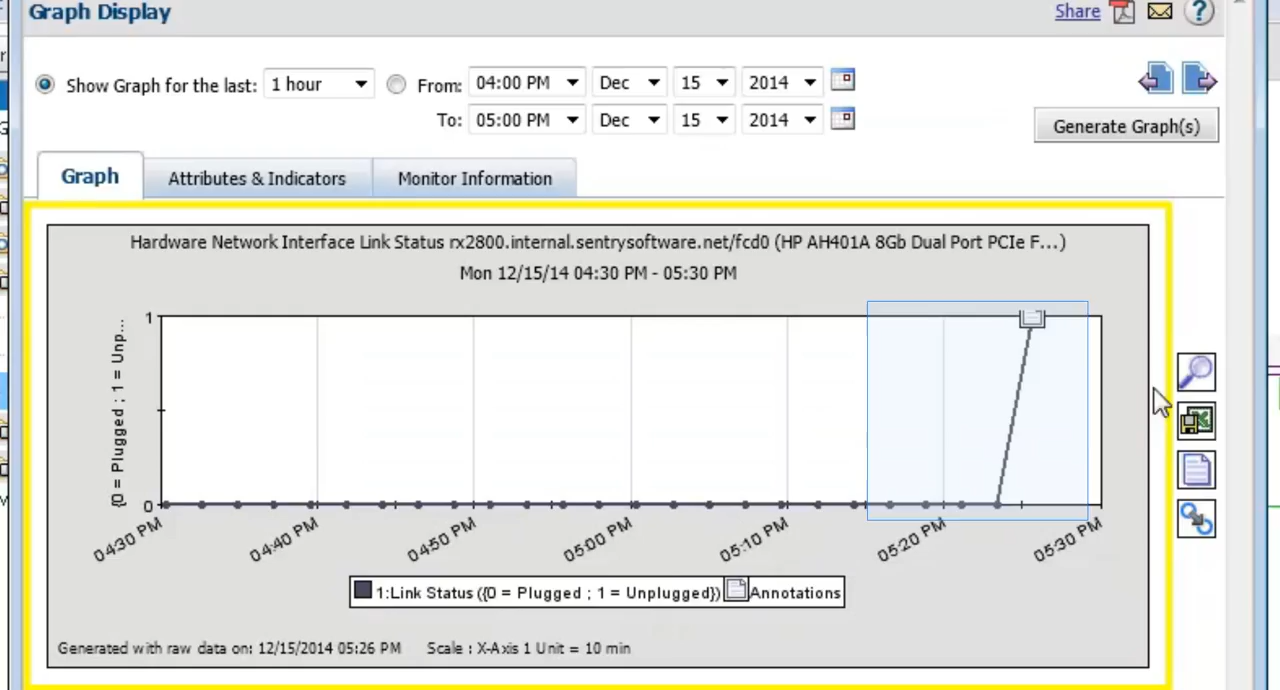 Graph Display
Share
Show Graph for the last: 1 hour From: 04:00 PM Dec 15 2014
To: 05:00 PM Dec 15 2014
Generate Graph(s)
Graph Attributes & Indicators Monitor Information
Hardware Network Interface Link Status rx2800.internal.sentrysoftware.net/fcd0 (HP AH401A 8Gb Dual Port PCIe F...)
Mon 12/15/14 04:30 PM - 05:30 PM
{0 = Plugged ; 1 = Unp...
1
0
04:30 PM 04:40 PM 04:50 PM 05:00 PM 05:10 PM 05:20 PM 05:30 PM
1:Link Status ({0 = Plugged ; 1 = Unplugged}) Annotations
Generated with raw data on: 12/15/2014 05:26 PM Scale : X-Axis 1 Unit = 10 min